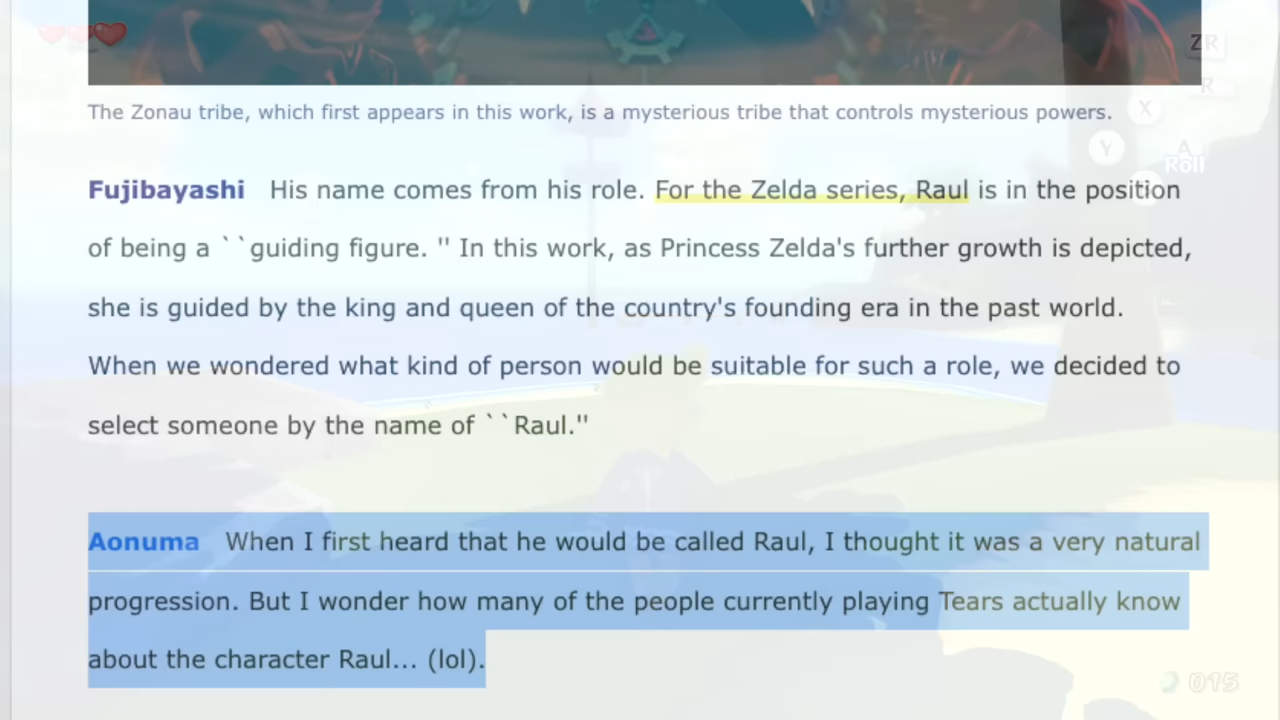 ZR
R
The Zonau tribe, which first appears in this work, is a mysterious tribe that controls mysterious powers.
X
Y
A
Roll
Fujibayashi His name comes from his role. For the Zelda series, Raul is in the position
of being a ``guiding figure. '' In this work, as Princess Zelda's further growth is depicted,
she is guided by the king and queen of the country's founding era in the past world.
When we wondered what kind of person would be suitable for such a role, we decided to
select someone by the name of ``Raul.''
Aonuma When I first heard that he would be called Raul, I thought it was a very natural
progression. But I wonder how many of the people currently playing Tears actually know
about the character Raul... (lol).
015